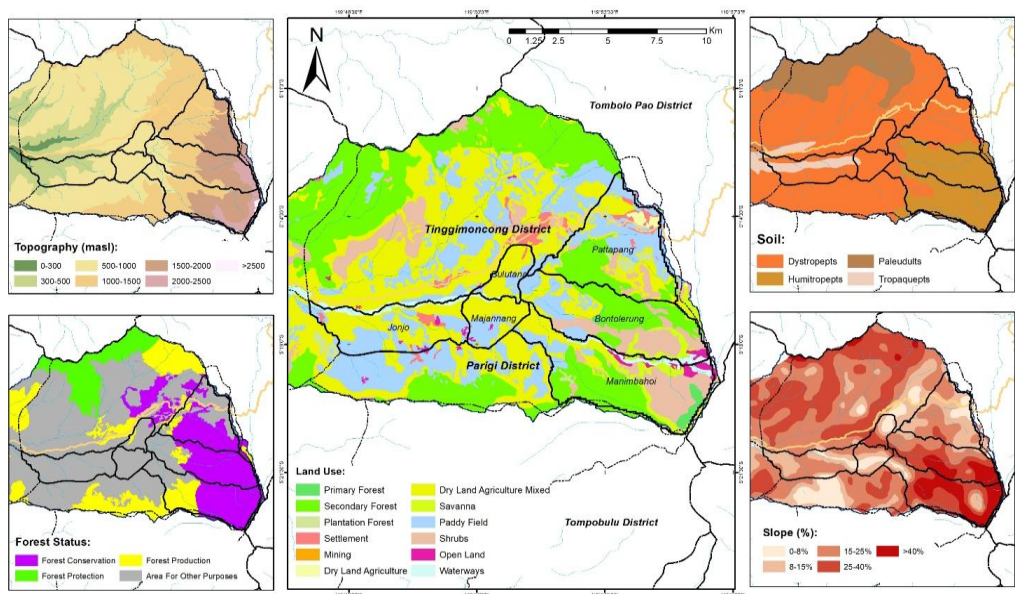 Topography (masl):
0-300
500-1000
1500-2000
>2500
300-500
1000-1500
2000-2500
Forest Status:
Forest Conservation
Forest Production
Forest Protection
Area For Other Purposes
N
Km
0
1.25
2.5
5
7.5
10
Tombolo Pao District
Tinggimoncong District
Pattapang
Bulutana
Majannang
Bontolerung
Jonjo
Parigi District
Manimbahoi
Tompobulu District
Land Use:
Primary Forest
Dry Land Agriculture Mixed
Secondary Forest
Savanna
Plantation Forest
Paddy Field
Settlement
Shrubs
Mining
Open Land
Dry Land Agriculture
Waterways
Soil:
Dystropepts
Paleudults
Humitropepts
Tropaquepts
Slope (%):
0-8%
15-25%
>40%
8-15%
25-40%